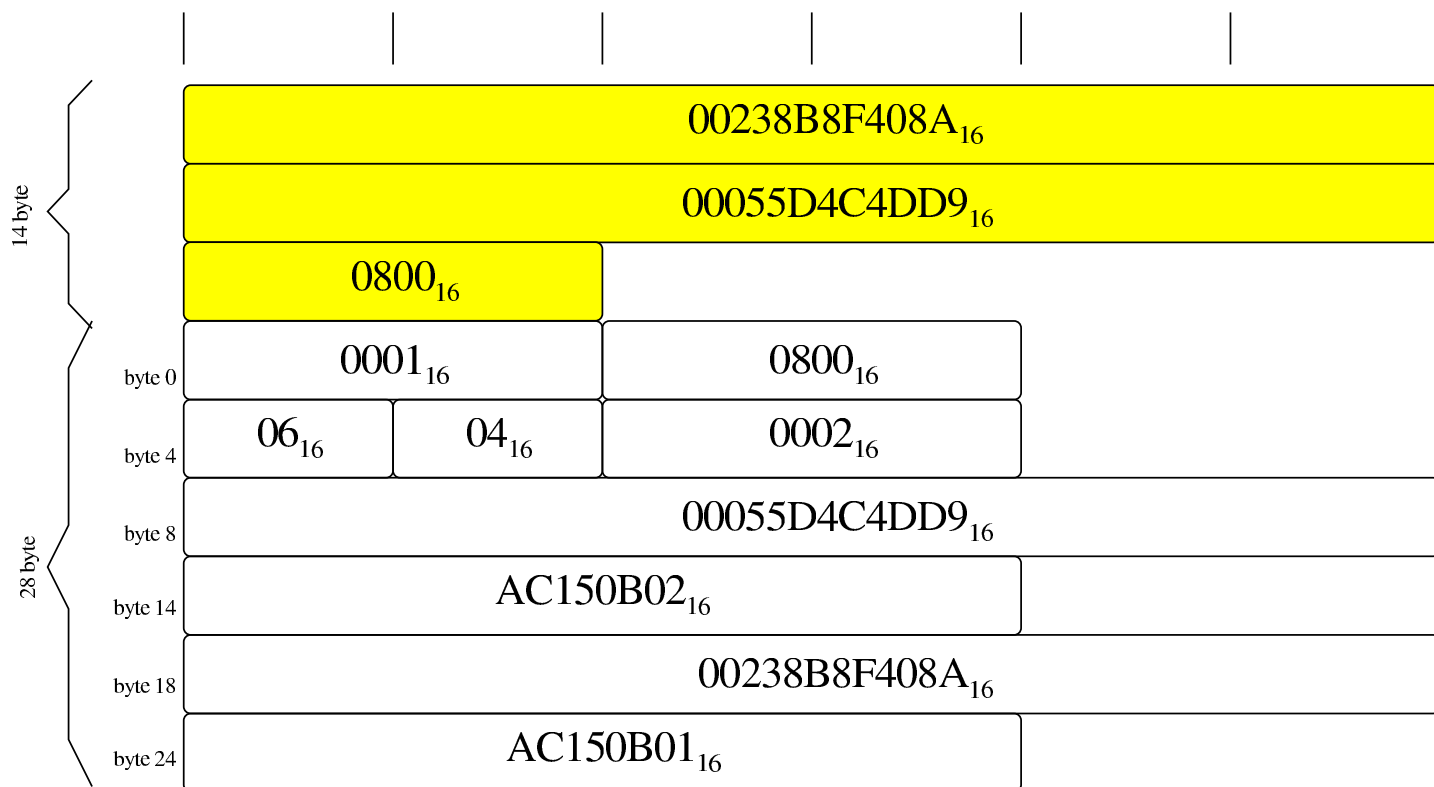 14 byte
00238B8F408A16
00055D4C4DD916
080016
28 byte
byte 0 000116 080016
byte 4 0616 0416 000216
byte 8 00055D4C4DD916
byte 14 AC150B0216
byte 18 00238B8F408A16
byte 24 AC150B0116